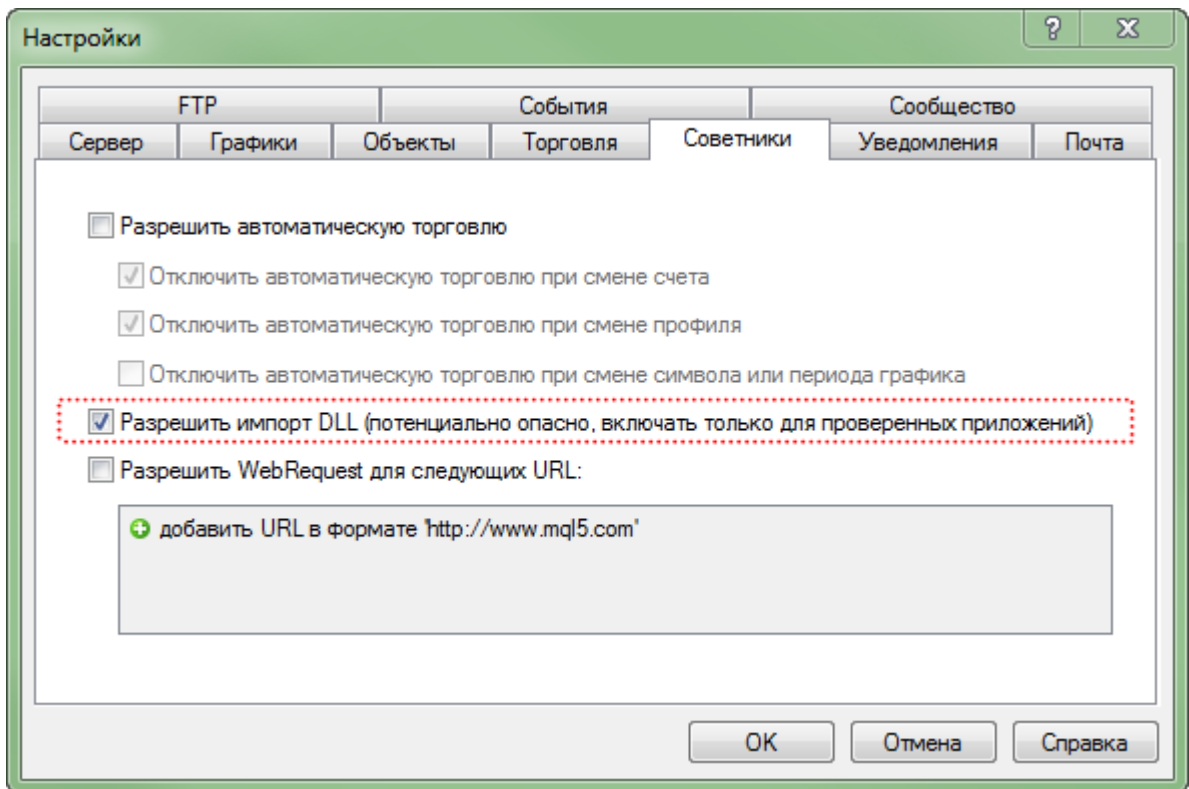 Настройки
FTP События Сообщество
Сервер Графики Объекты Торговля Советники Уведомления Почта
Разрешить автоматическую торговлю
Отключить автоматическую торговлю при смене счета
Отключить автоматическую торговлю при смене профиля
Отключить автоматическую торговлю при смене символа или периода графика
Разрешить импорт DLL (потенциально опасно, включать только для проверенных приложений)
Разрешить WebRequest для следующих URL:
добавить URL в формате 'http://www.mql5.com'
OK Отмена Справка